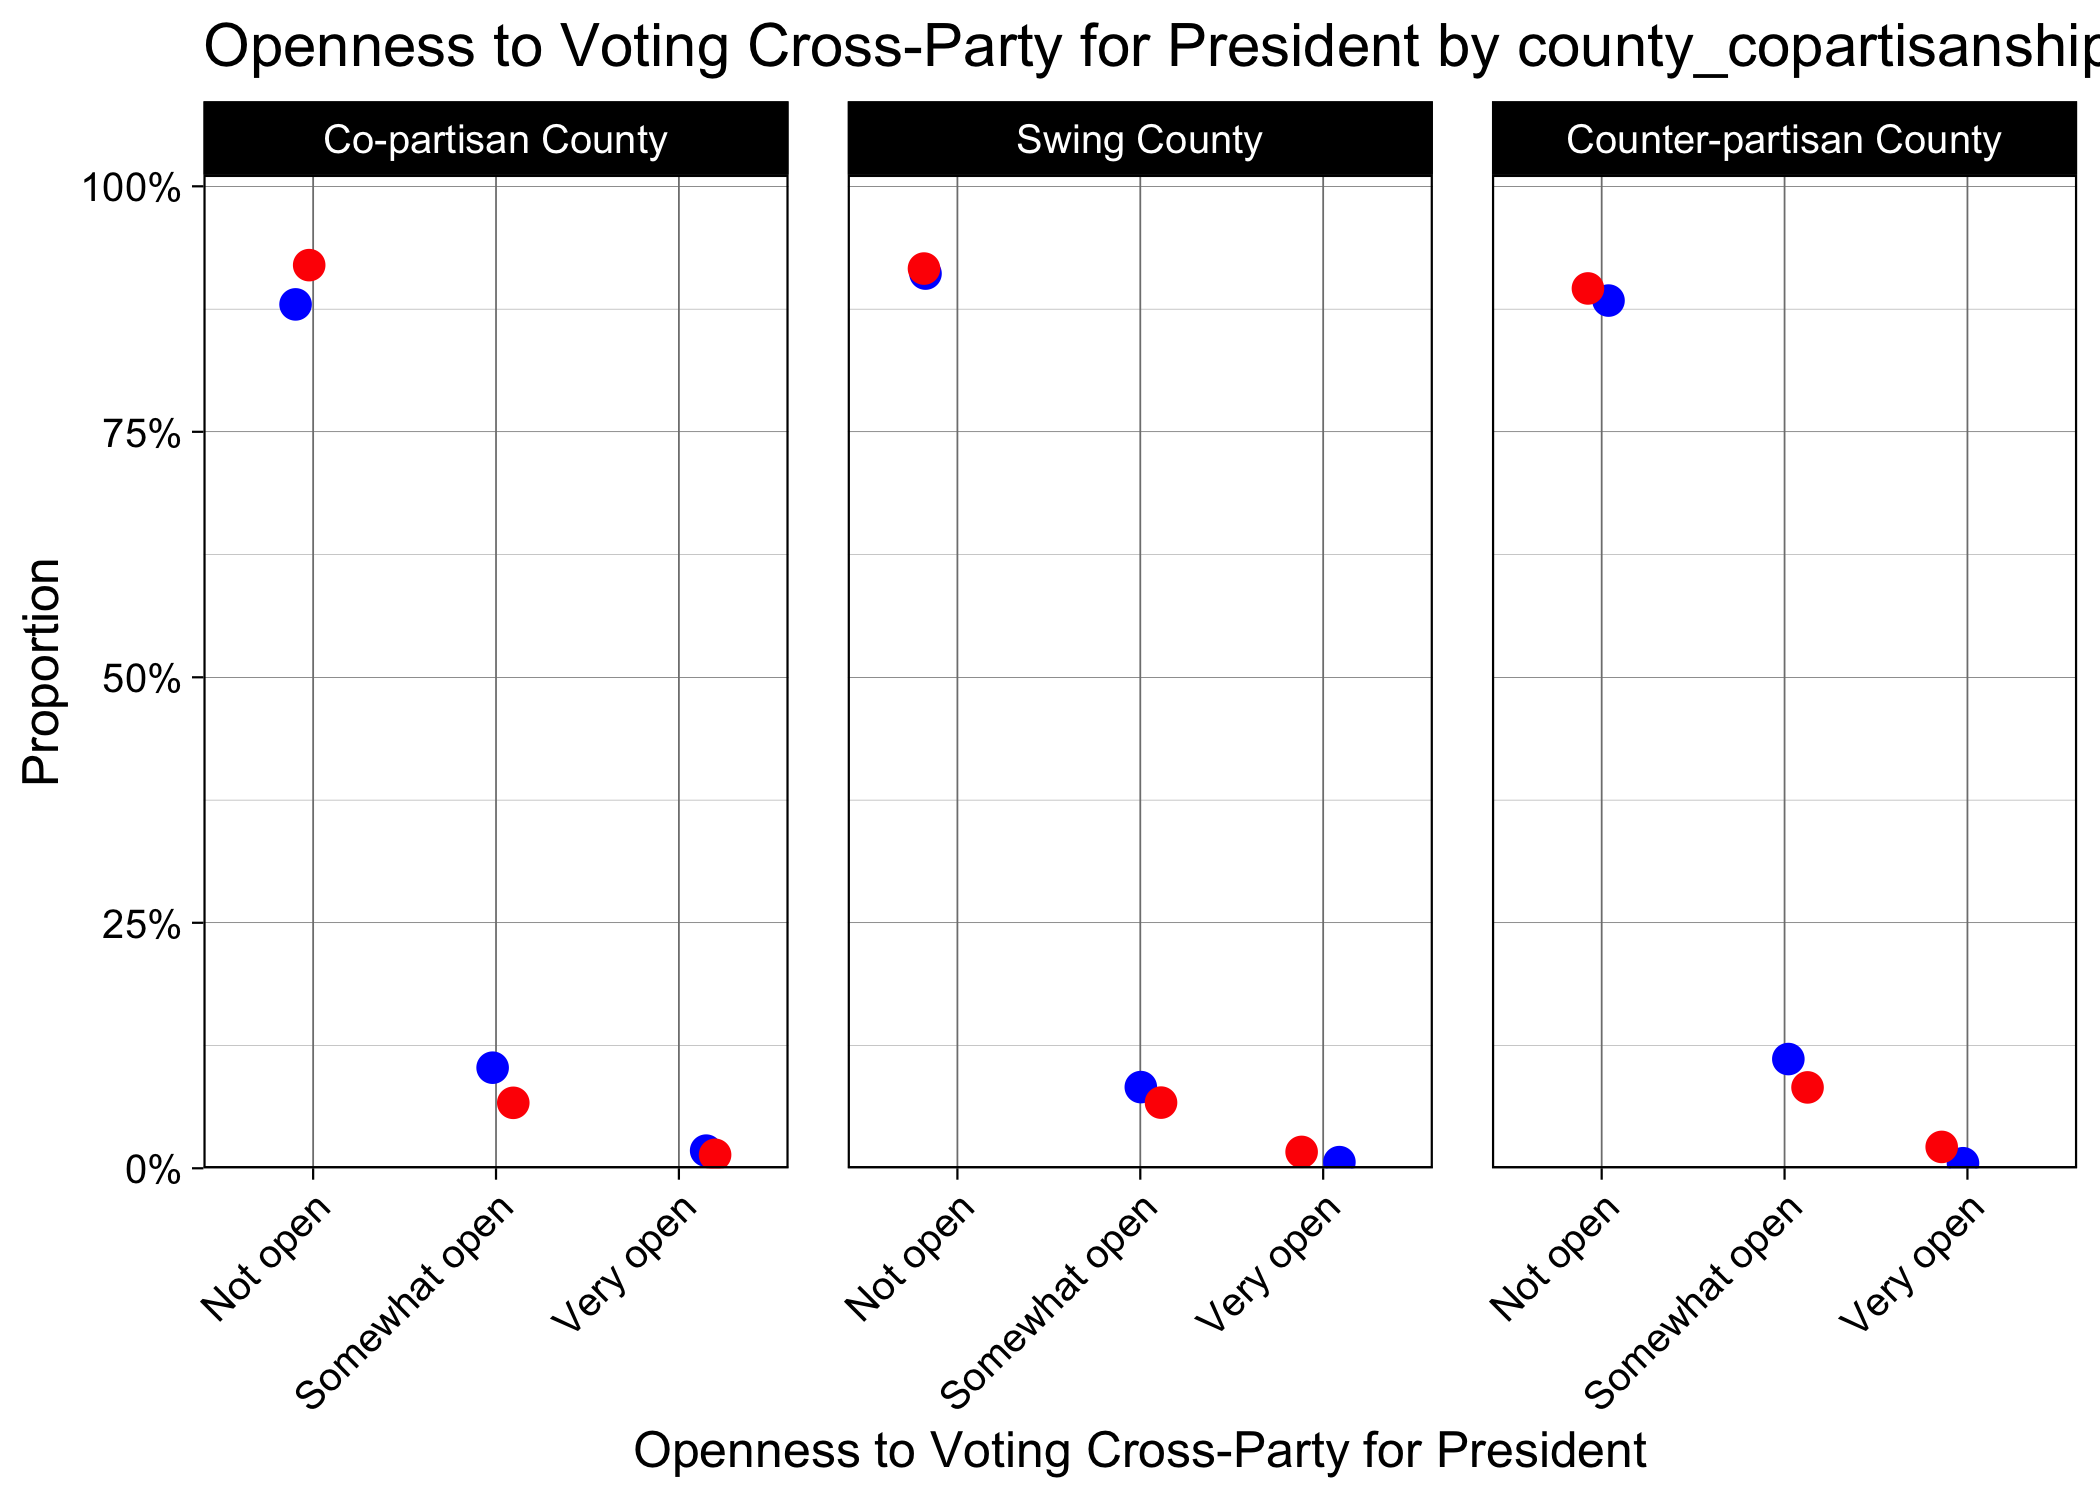 Openness to Voting Cross-Party for President by county_copartisanship
Co-partisan County
Swing County
Counter-partisan County
100%
75%
50%
25%
0%
Proportion
Not open
Somewhat open
Very open
Not open
Somewhat open
Very open
Not open
Somewhat open
Very open
Openness to Voting Cross-Party for President